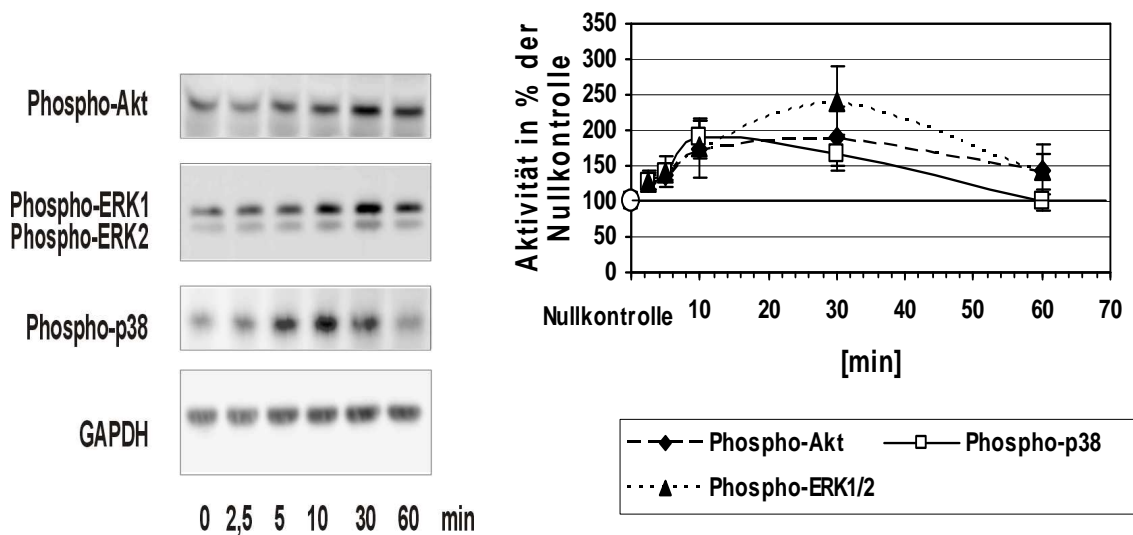 Phospho-Akt
Phospho-ERK1
Phospho-ERK2
Phospho-p38
GAPDH
0 2,5 5 10 30 60 min
Aktivität in % der
Nullkontrolle
350
300
250
200
150
100
50
0
Nullkontrolle 10 20 30 40 50 60 70
[min]
Phospho-Akt Phospho-p38
Phospho-ERK1/2